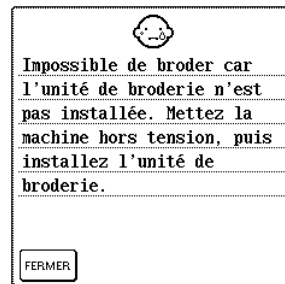 Impossible de broder car
l'unité de broderie n'est
pas installée. Mettez la
machine hors tension, puis
installez l'unité de
broderie.
FERMER